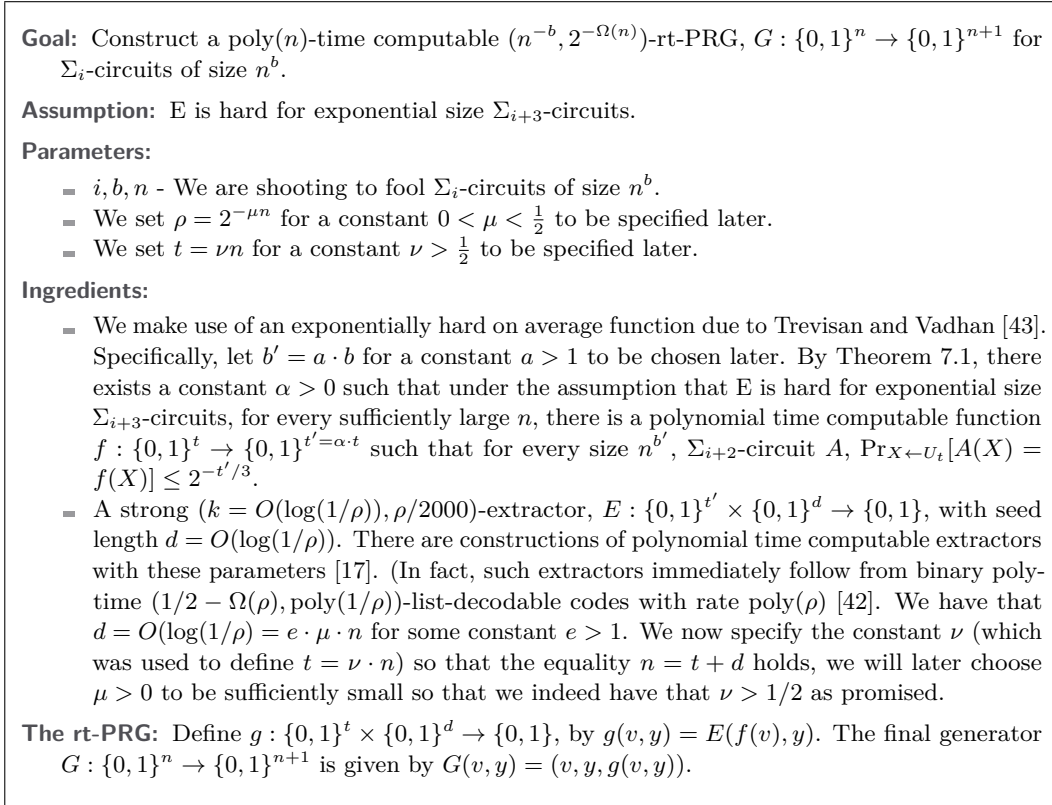 Goal: Construct a poly(n)-time computable (n^{-b}, 2^{-Ω(n)})-rt-PRG, G : {0, 1}^n → {0, 1}^{n+1} for
Σ_i-circuits of size n^b.
Assumption: E is hard for exponential size Σ_{i+3}-circuits.
Parameters:
i, b, n - We are shooting to fool Σ_i-circuits of size n^b.
We set ρ = 2^{-μn} for a constant 0 < μ < 1/2 to be specified later.
We set t = νn for a constant ν > 1/2 to be specified later.
Ingredients:
We make use of an exponentially hard on average function due to Trevisan and Vadhan [43].
Specifically, let b′ = a · b for a constant a > 1 to be chosen later. By Theorem 7.1, there
exists a constant α > 0 such that under the assumption that E is hard for exponential size
Σ_{i+3}-circuits, for every sufficiently large n, there is a polynomial time computable function
f : {0, 1}^t → {0, 1}^{t′=α·t} such that for every size n^{b′}, Σ_{i+2}-circuit A, Pr_{X←U_t}[A(X) =
f(X)] ≤ 2^{-t′/3}.
A strong (k = O(log(1/ρ)), ρ/2000)-extractor, E : {0, 1}^{t′} × {0, 1}^d → {0, 1}, with seed
length d = O(log(1/ρ)). There are constructions of polynomial time computable extractors
with these parameters [17]. (In fact, such extractors immediately follow from binary poly-
time (1/2 − Ω(ρ), poly(1/ρ))-list-decodable codes with rate poly(ρ) [42]. We have that
d = O(log(1/ρ) = e · μ · n for some constant e > 1. We now specify the constant ν (which
was used to define t = ν · n) so that the equality n = t + d holds, we will later choose
μ > 0 to be sufficiently small so that we indeed have that ν > 1/2 as promised.
The rt-PRG: Define g : {0, 1}^t × {0, 1}^d → {0, 1}, by g(v, y) = E(f(v), y). The final generator
G : {0, 1}^n → {0, 1}^{n+1} is given by G(v, y) = (v, y, g(v, y)).